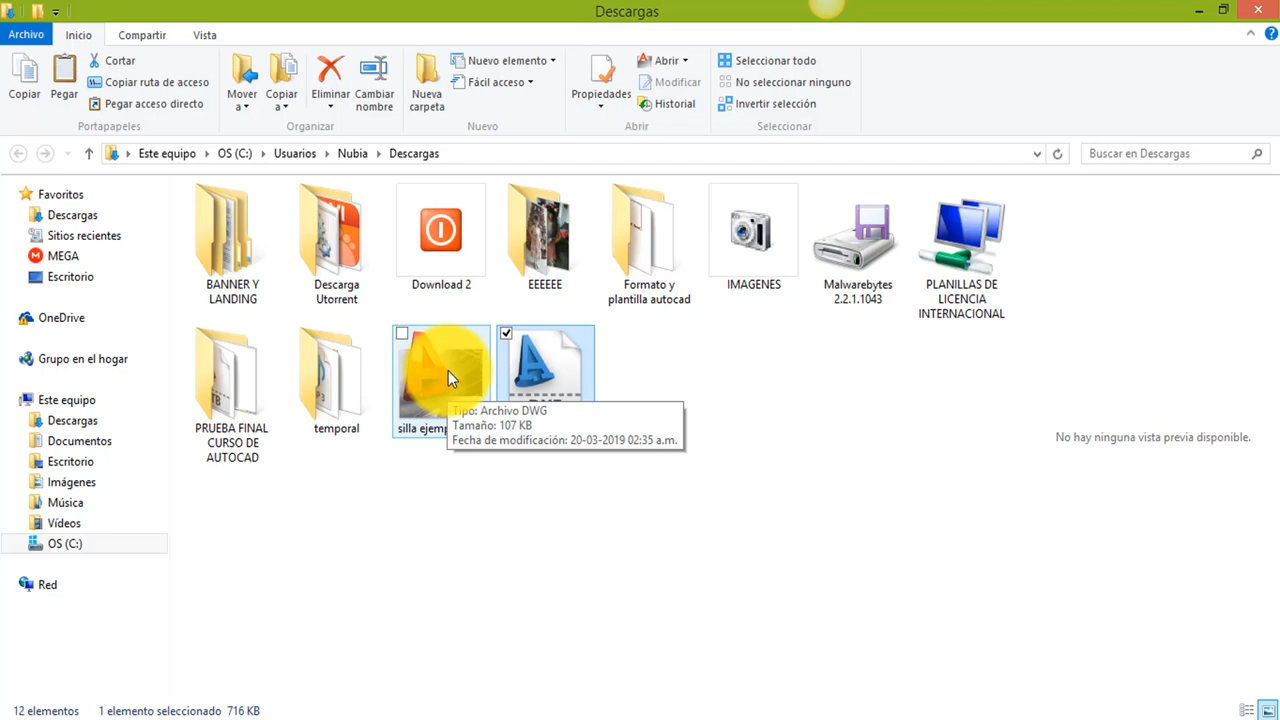 Descargas
Archivo
Inicio
Compartir
Vista
Copiar
Pegar
Cortar
Copiar ruta de acceso
Pegar acceso directo
Portapapeles
Mover a
Copiar a
Eliminar
Cambiar nombre
Organizar
Nueva carpeta
Nuevo elemento
Fácil acceso
Nuevo
Propiedades
Abrir
Modificar
Historial
Abrir
Seleccionar todo
No seleccionar ninguno
Invertir selección
Seleccionar
Este equipo
OS (C:)
Usuarios
Nubia
Descargas
Buscar en Descargas
Favoritos
Descargas
Sitios recientes
MEGA
Escritorio
OneDrive
Grupo en el hogar
Este equipo
Descargas
Documentos
Escritorio
Imágenes
Música
Vídeos
OS (C:)
Red
BANNER Y
LANDING
Descarga
Utorrent
Download 2
EEEEEE
Formato y
plantilla autocad
IMAGENES
Malwarebytes
2.2.1.1043
PLANILLAS DE
LICENCIA
INTERNACIONAL
PRUEBA FINAL
CURSO DE
AUTOCAD
temporal
silla
Tipo: Archivo DWG
Tamaño: 107 KB
Fecha de modificación: 20-03-2019 02:35 a.m.
No hay ninguna vista previa disponible.
12 elementos
1 elemento seleccionado 716 KB